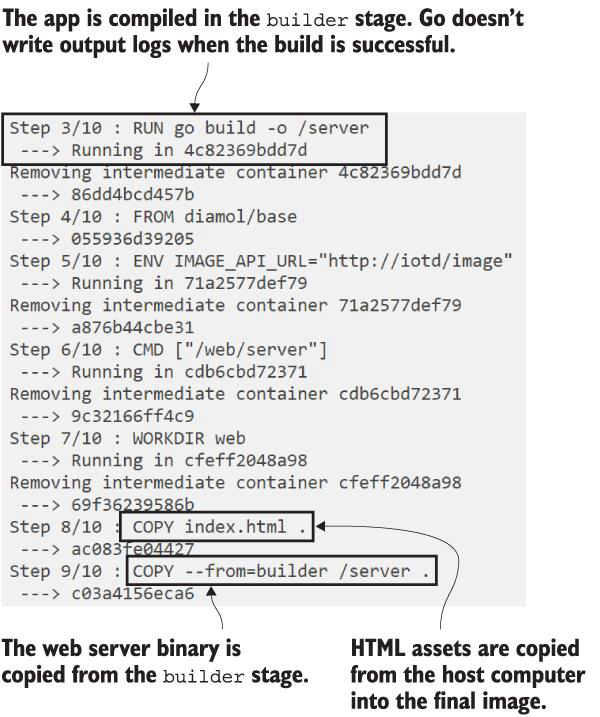 The app is compiled in the builder stage. Go doesn’t
write output logs when the build is successful.
Step 3/10 : RUN go build -o /server
---> Running in 4c82369bdd7d
Removing intermediate container 4c82369bdd7d
---> 86dd4bcd457b
Step 4/10 : FROM diamol/base
---> 055936d39205
Step 5/10 : ENV IMAGE_API_URL="http://iotd/image"
---> Running in 71a2577def79
Removing intermediate container 71a2577def79
---> a876b44cbe31
Step 6/10 : CMD ["/web/server"]
---> Running in cdb6cbd72371
Removing intermediate container cdb6cbd72371
---> 9c32166ff4c9
Step 7/10 : WORKDIR web
---> Running in cfeff2048a98
Removing intermediate container cfeff2048a98
---> 69f36239586b
Step 8/10 : COPY index.html .
---> ac083fe04427
Step 9/10 : COPY --from=builder /server .
---> c03a4156eca6
The web server binary is
copied from the builder stage.
HTML assets are copied
from the host computer
into the final image.